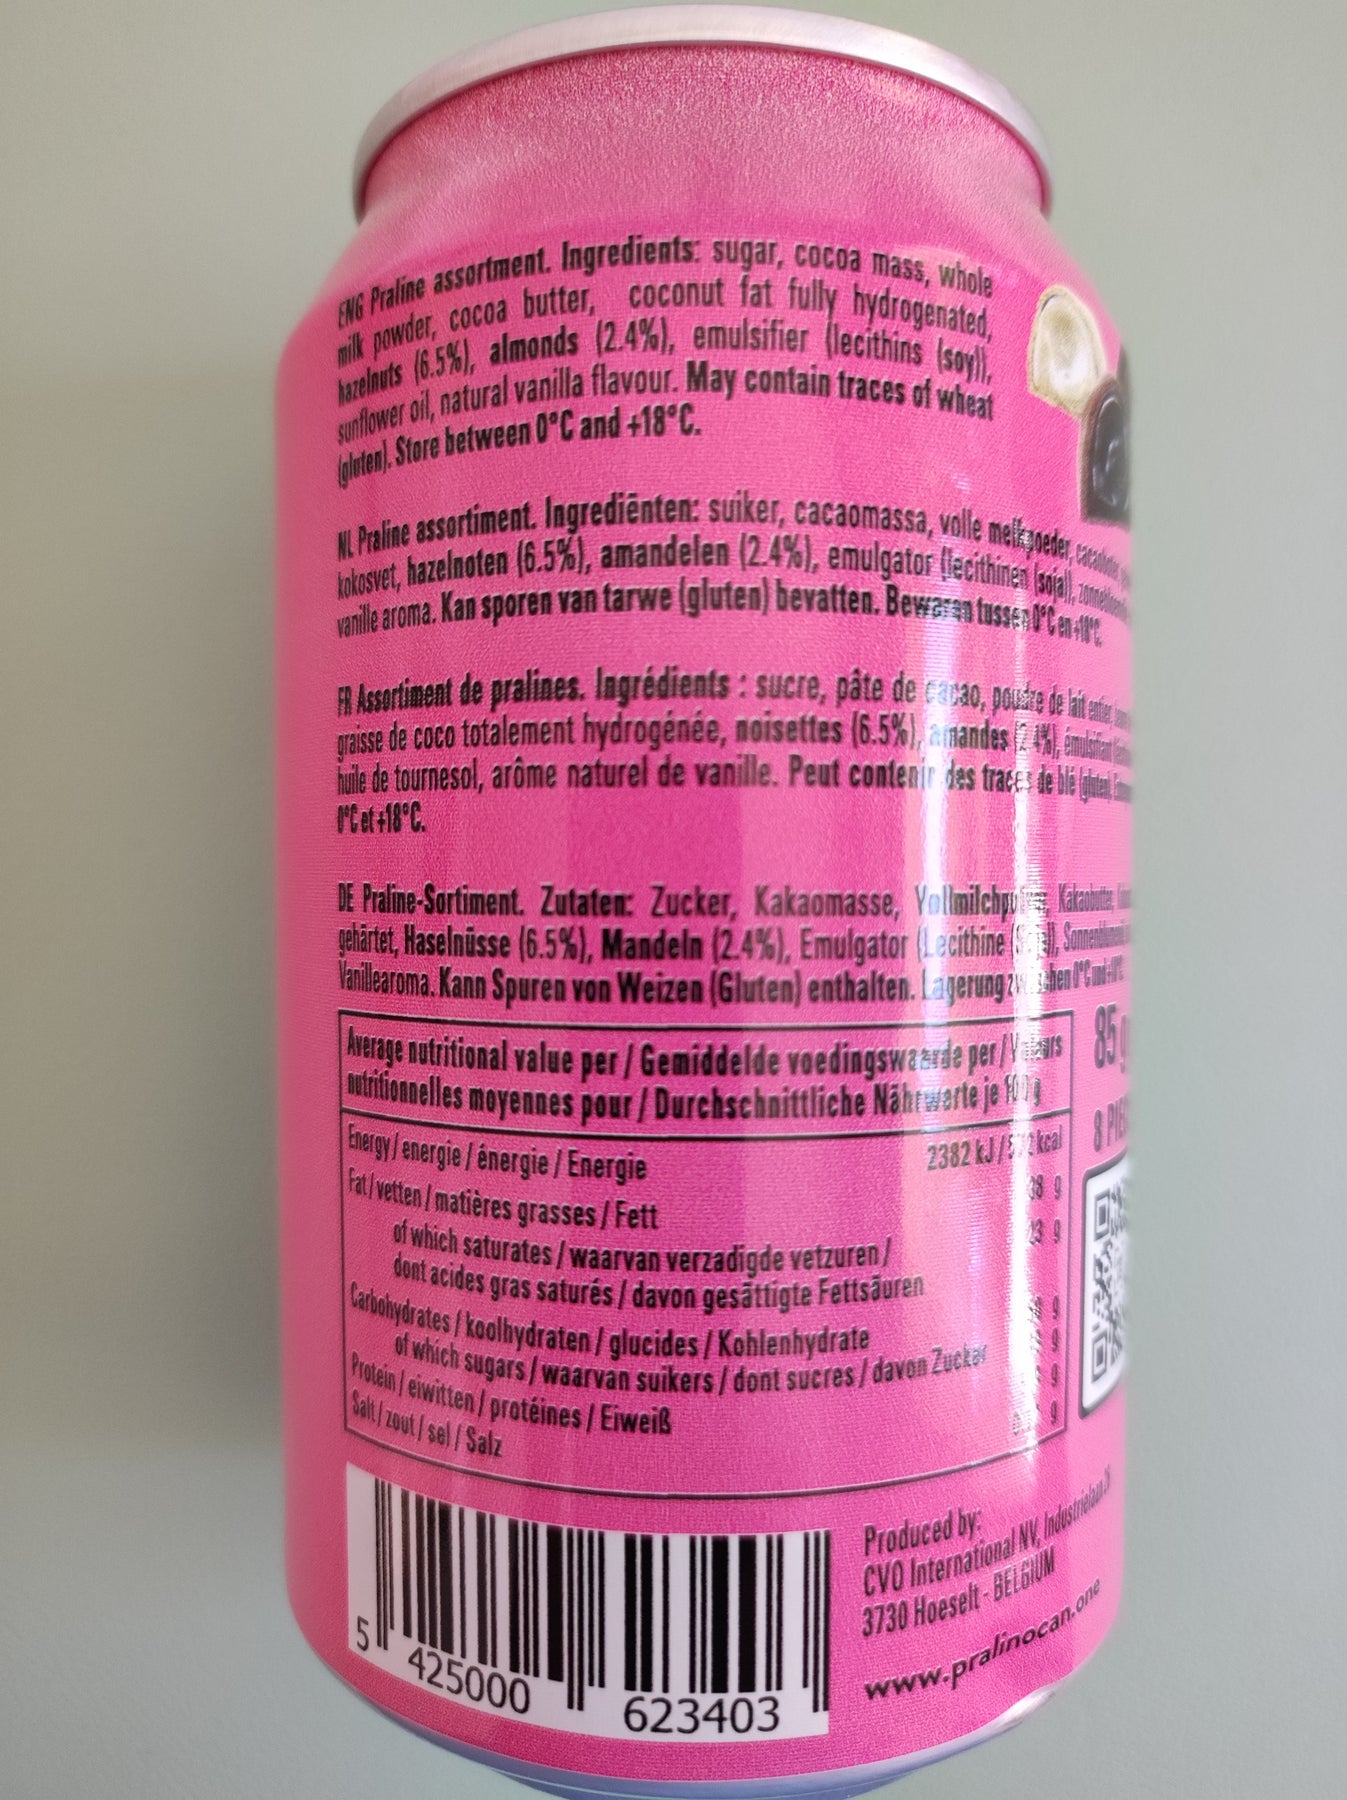 ENG Praline assortment. Ingredients: sugar, cocoa mass, whole
milk powder, cocoa butter, coconut fat fully hydrogenated,
hazelnuts (6.5%), almonds (2.4%), emulsifier (lecithins (soy)),
sunflower oil, natural vanilla flavour. May contain traces of wheat
(gluten). Store between 0°C and +18°C.
NL Praline assortiment. Ingrediënten: suiker, cacaomassa, volle melkpoeder,
kokosvet, hazelnoten (6.5%), amandelen (2.4%), emulgator (lecithinen (soja)),
vanille aroma. Kan sporen van tarwe (gluten) bevatten. Bewaren tussen 0°C en +18°C.
FR Assortiment de pralines. Ingrédients : sucre, pâte de cacao, poudre de lait entier,
graisse de coco totalement hydrogénée, noisettes (6.5%), amandes (2.4%),
huile de tournesol, arôme naturel de vanille. Peut contenir des traces de blé (gluten).
0°C et +18°C.
DE Praline-Sortiment. Zutaten: Zucker, Kakaomasse, Vollmilchpulver, Kakaobutter,
gehärtet, Haselnüsse (6.5%), Mandeln (2.4%), Emulgator (Lecithine (Soja)),
Vanillearoma. Kann Spuren von Weizen (Gluten) enthalten. Lagerung zwischen 0°C und +18°C.
Average nutritional value per / Gemiddelde voedingswaarde per / Valeurs
nutritionnelles moyennes pour / Durchschnittliche Nährwerte je 100 g
Energy / energie / énergie / Energie 2382 kJ /
Fat / vetten / matières grasses / Fett 38 g
of which saturates / waarvan verzadigde vetzuren / g
dont acides gras saturés / davon gesättigte Fettsäuren
Carbohydrates / koolhydraten / glucides / Kohlenhydrate g
of which sugars / waarvan suikers / dont sucres / davon Zucker g
Protein / eiwitten / protéines / Eiweiß g
Salt / zout / sel / Salz g
85 g
8
5 425000 623403
Produced by:
CVO International NV, Industrielaan
3730 Hoeselt - BELGIUM
www.pralinocan.one